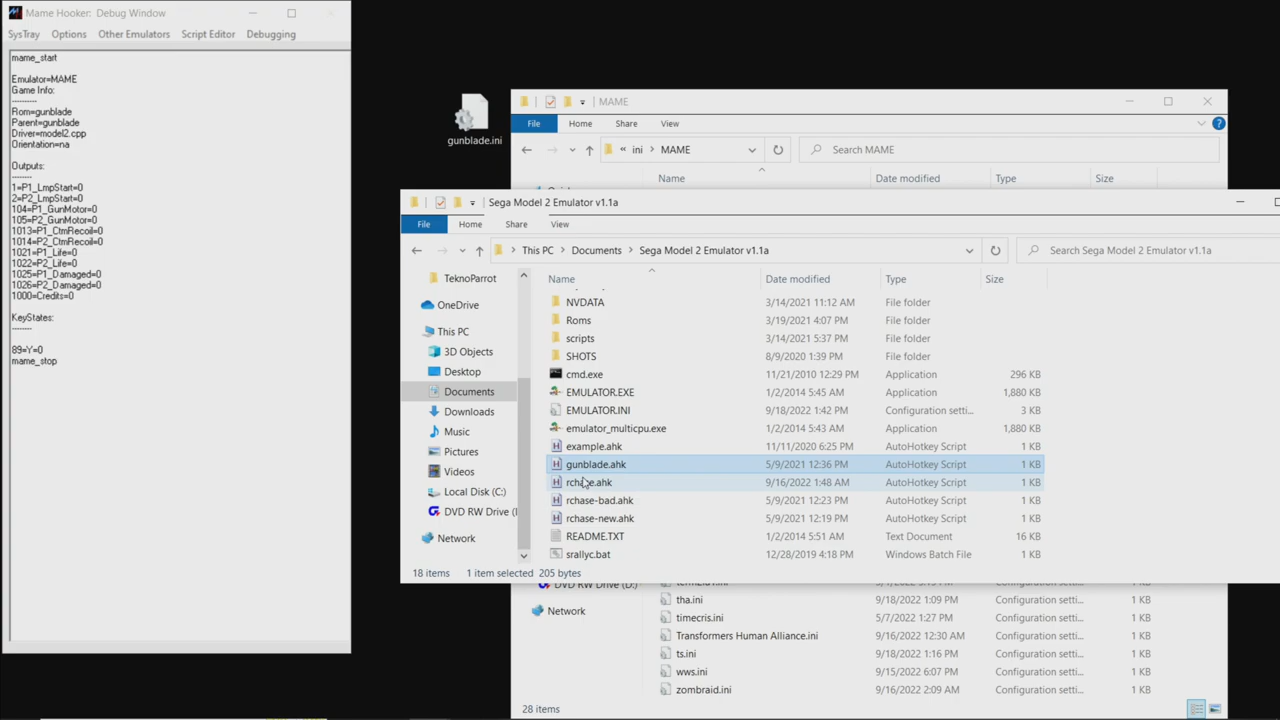 Mame Hooker: Debug Window
SysTray Options Other Emulators Script Editor Debugging
mame_start
Emulator=MAME
Game Info:
----------
Rom=gunblade
Parent=gunblade
Driver=model2.cpp
Orientation=na
Outputs:
--------
1=P1_LmpStart=0
2=P2_LmpStart=0
104=P1_GunMotor=0
105=P2_GunMotor=0
1013=P1_CtmRecoil=0
1014=P2_CtmRecoil=0
1021=P1_Life=0
1022=P2_Life=0
1025=P1_Damaged=0
1026=P2_Damaged=0
1000=Credits=0
KeyStates:
--------
89=Y=0
mame_stop
gunblade.ini
MAME
File Home Share View
« ini > MAME
Search MAME
Name Date modified Type Size
Sega Model 2 Emulator v1.1a
File Home Share View
> This PC > Documents > Sega Model 2 Emulator v1.1a
Search Sega Model 2 Emulator v1.1a
TeknoParrot
OneDrive
This PC
3D Objects
Desktop
Documents
Downloads
Music
Pictures
Videos
Local Disk (C:)
DVD RW Drive (
Network
Name Date modified Type Size
NVDATA 3/14/2021 11:12 AM File folder
Roms 3/19/2021 4:07 PM File folder
scripts 3/14/2021 5:37 PM File folder
SHOTS 8/9/2020 1:39 PM File folder
cmd.exe 11/21/2010 12:29 PM Application 296 KB
EMULATOR.EXE 1/2/2014 5:45 AM Application 1,880 KB
EMULATOR.INI 9/18/2022 1:42 PM Configuration setti... 3 KB
emulator_multicpu.exe 1/2/2014 5:43 AM Application 1,880 KB
example.ahk 11/11/2020 6:25 PM AutoHotkey Script 1 KB
gunblade.ahk 5/9/2021 12:36 PM AutoHotkey Script 1 KB
rchase.ahk 9/16/2022 1:48 AM AutoHotkey Script 1 KB
rchase-bad.ahk 5/9/2021 12:23 PM AutoHotkey Script 1 KB
rchase-new.ahk 5/9/2021 12:19 PM AutoHotkey Script 1 KB
README.TXT 1/2/2014 5:51 AM Text Document 16 KB
srallyc.bat 12/28/2019 4:18 PM Windows Batch File 1 KB
18 items 1 item selected 205 bytes
DVD RW Drive (D:)
Network
tha.ini 9/18/2022 1:09 PM Configuration setti... 1 KB
timecris.ini 5/7/2022 1:27 PM Configuration setti... 1 KB
Transformers Human Alliance.ini 9/16/2022 12:30 AM Configuration setti... 1 KB
ts.ini 9/18/2022 1:16 PM Configuration setti... 1 KB
wws.ini 9/15/2022 6:07 PM Configuration setti... 1 KB
zombraid.ini 9/16/2022 2:09 AM Configuration setti... 1 KB
28 items